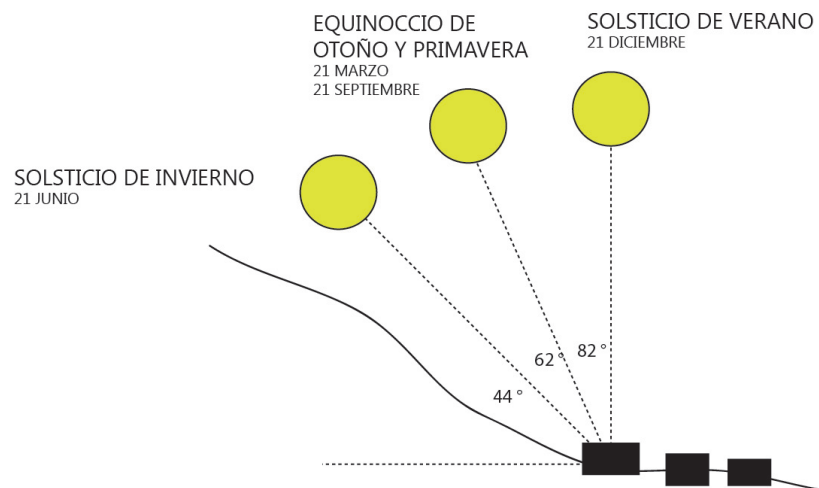 EQUINOCCIO DE
OTOÑO Y PRIMAVERA
21 MARZO
21 SEPTIEMBRE
SOLSTICIO DE VERANO
21 DICIEMBRE
SOLSTICIO DE INVIERNO
21 JUNIO
62°
82°
44°